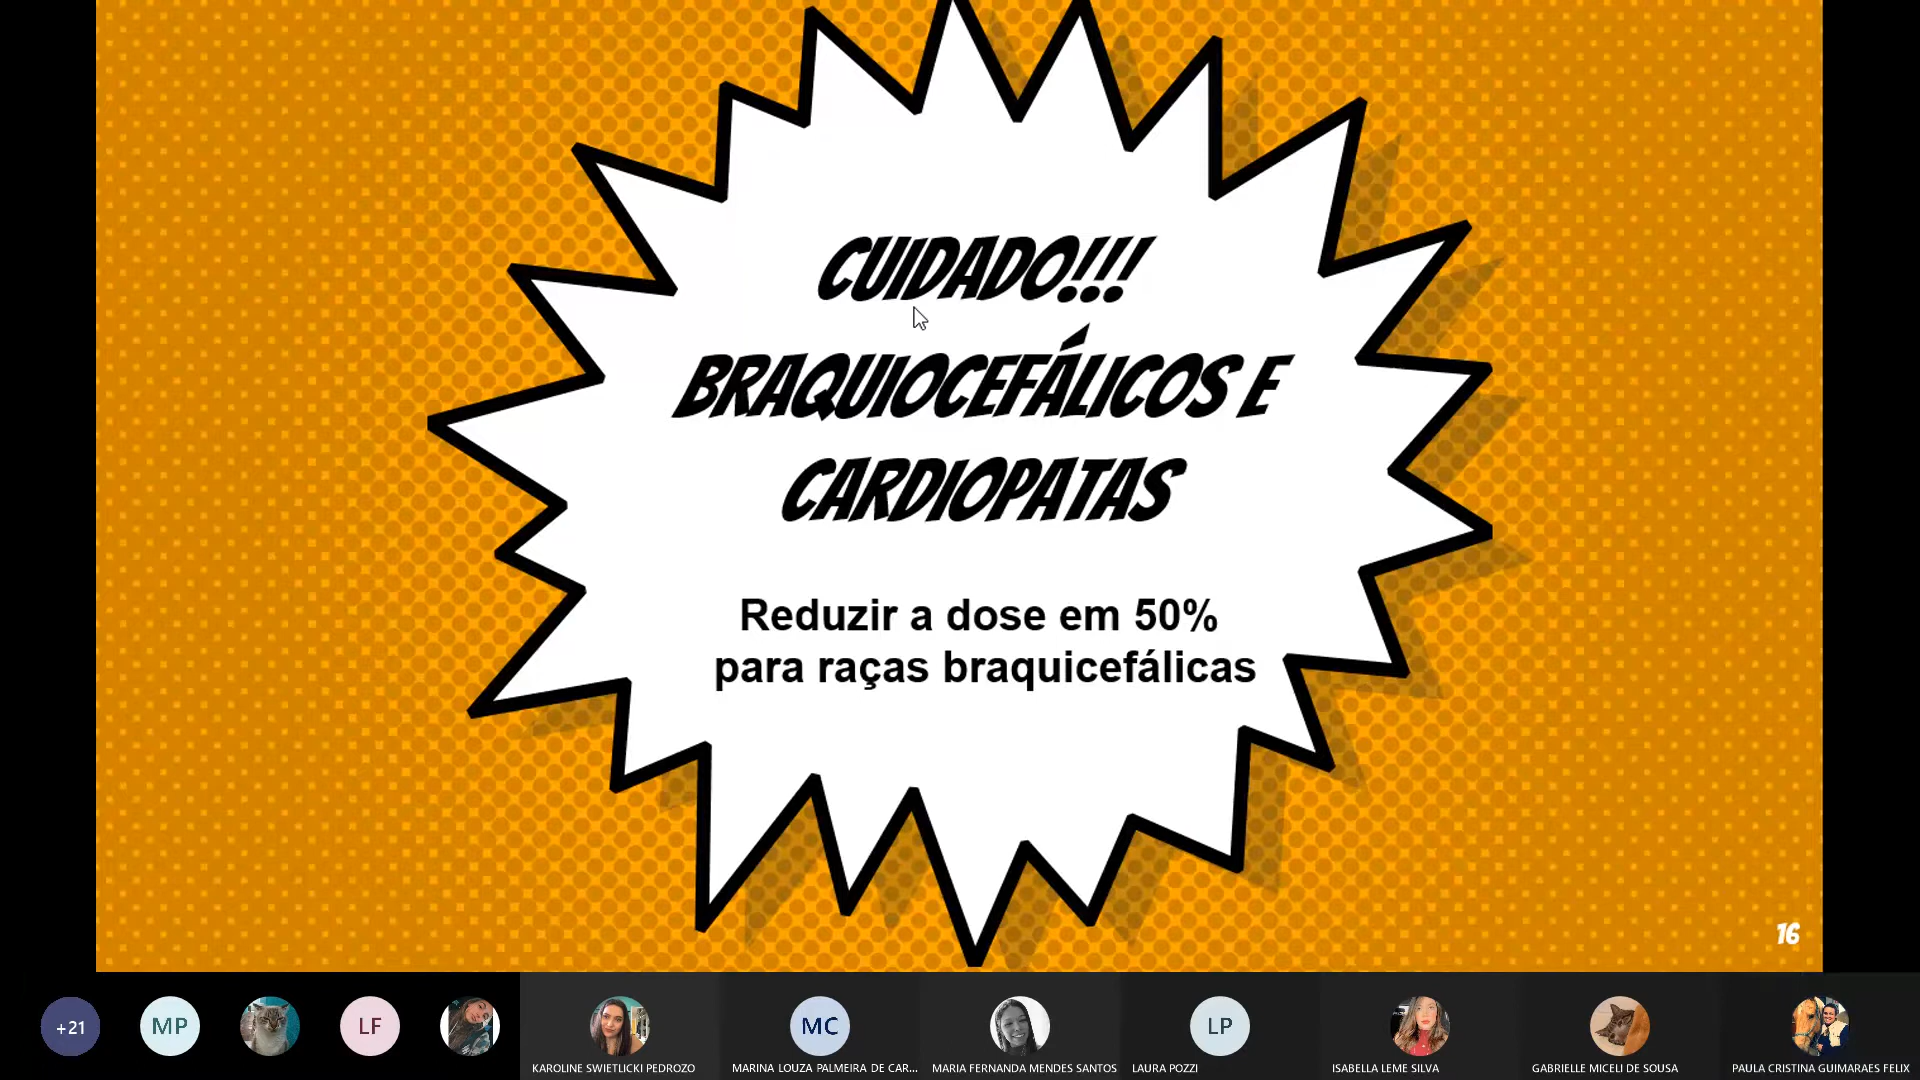 CUIDADO!!!
BRAQUIOCEFÁLICOS E
CARDIOPATAS
Reduzir a dose em 50%
para raças braquicefálicas
16
+21
MP
LF
MC
LP
KAROLINE SWIETLICKI PEDROZO
MARINA LOUZA PALMEIRA DE CAR...
MARIA FERNANDA MENDES SANTOS
LAURA POZZI
ISABELLA LEME SILVA
GABRIELLE MICELI DE SOUSA
PAULA CRISTINA GUIMARAES FELIX